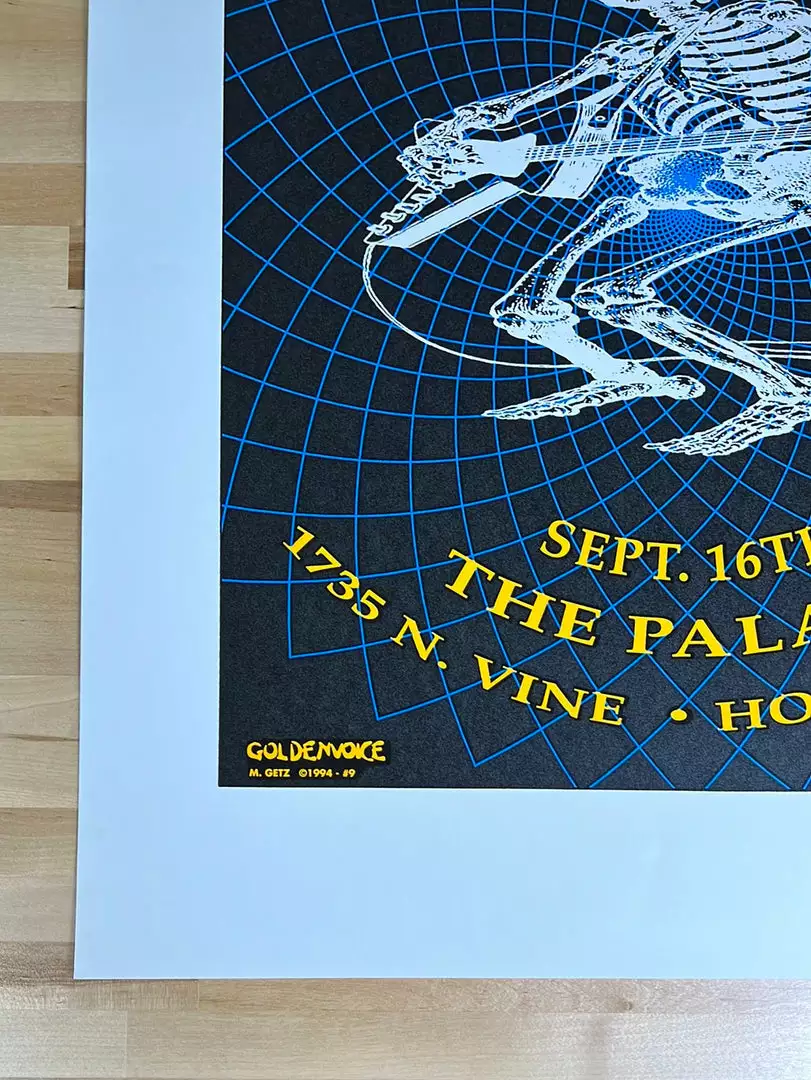 SEPT. 16T
THE PALA
1735 N. VINE • HO
GOLDENVOICE
M. GETZ ©1994 - #9